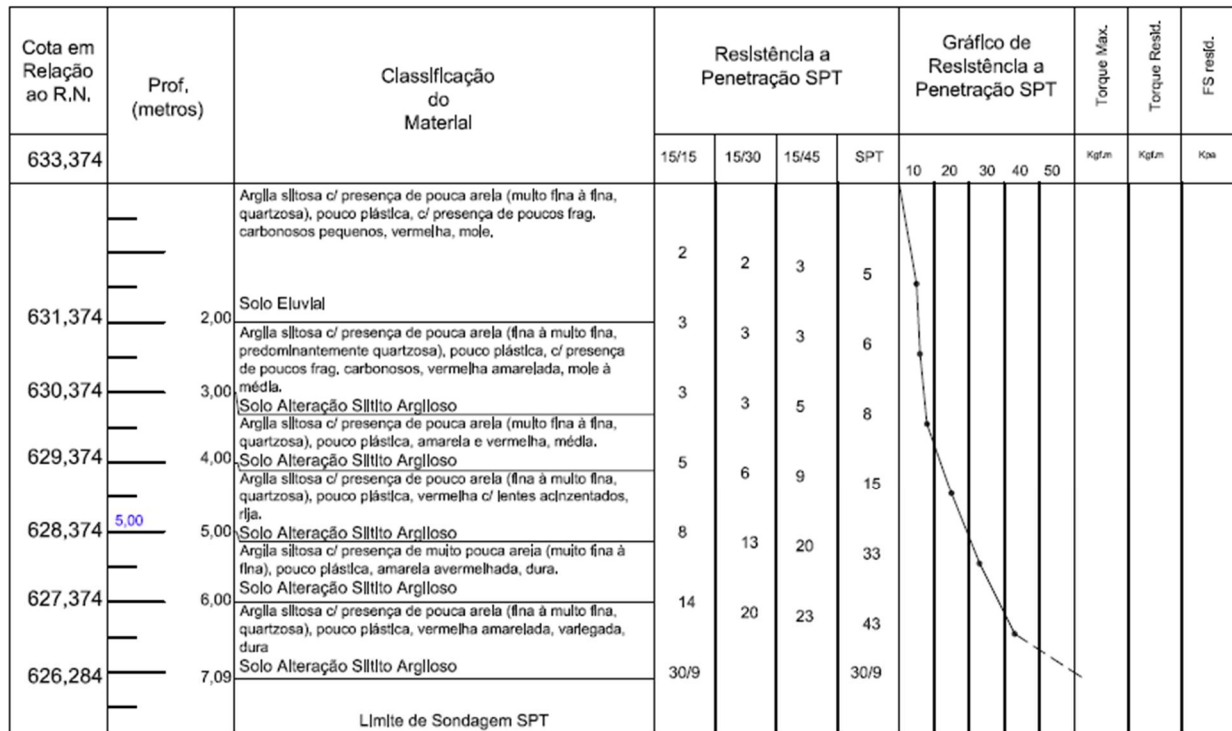 Cota em
Relação
ao R.N.
Prof.
(metros)
Classificação
do
Material
Resistência a
Penetração SPT
Gráfico de
Resistência a
Penetração SPT
Torque Max.
Torque Resid.
FS resid.
633,374
15/15 15/30 15/45 SPT
10 20 30 40 50
Kgf.m Kgf.m Kpa
Argila siltosa c/ presença de pouca areia (muito fina à fina,
quartzosa), pouco plástica, c/ presença de poucos frag.
carbonosos pequenos, vermelha, mole.
2 2 3 5
Solo Eluvial
631,374 2,00
3 3 3 6
Argila siltosa c/ presença de pouca areia (fina à muito fina,
predominantemente quartzosa), pouco plástica, c/ presença
de poucos frag. carbonosos, vermelha amarelada, mole à
média.
630,374 3,00
3 3 5 8
Solo Alteração Siltito Argiloso
Argila siltosa c/ presença de pouca areia (muito fina à fina,
quartzosa), pouco plástica, amarela e vermelha, média.
629,374 4,00 Solo Alteração Siltito Argiloso
5 6 9 15
Argila siltosa c/ presença de pouca areia (fina à muito fina,
quartzosa), pouco plástica, vermelha c/ lentes acinzentados,
rija.
5,00
628,374 5,00 Solo Alteração Siltito Argiloso
8 13 20 33
Argila siltosa c/ presença de muito pouca areia (muito fina à
fina), pouco plástica, amarela avermelhada, dura.
Solo Alteração Siltito Argiloso
627,374 6,00
14 20 23 43
Argila siltosa c/ presença de pouca areia (fina à muito fina,
quartzosa), pouco plástica, vermelha amarelada, variegada,
dura
Solo Alteração Siltito Argiloso
626,284 7,09
30/9 30/9
Limite de Sondagem SPT